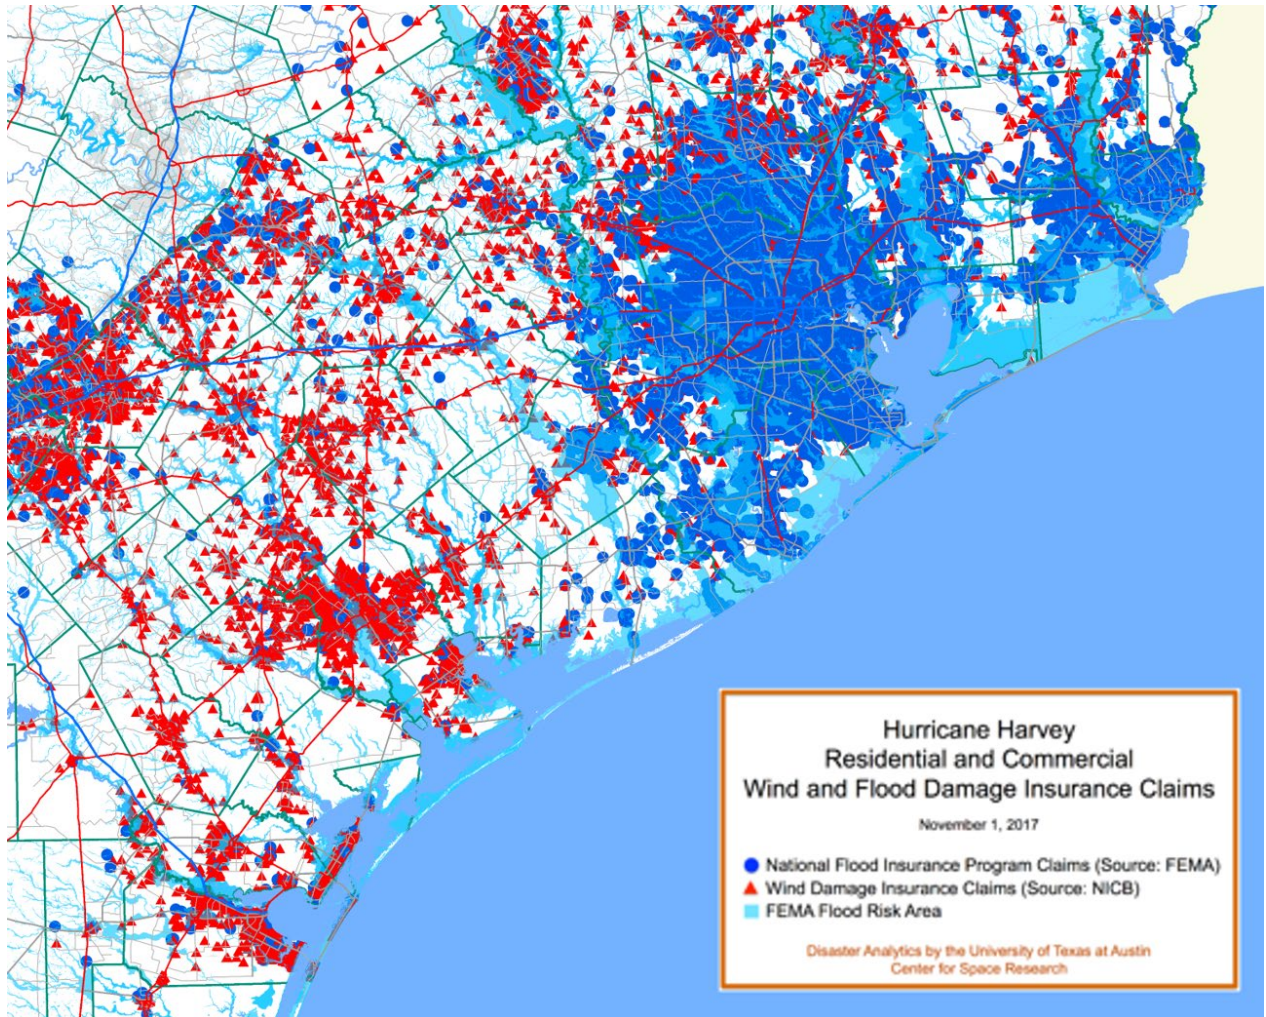 Hurricane Harvey
Residential and Commercial
Wind and Flood Damage Insurance Claims
November 1, 2017
National Flood Insurance Program Claims (Source: FEMA)
Wind Damage Insurance Claims (Source: NICB)
FEMA Flood Risk Area
Disaster Analytics by the University of Texas at Austin
Center for Space Research